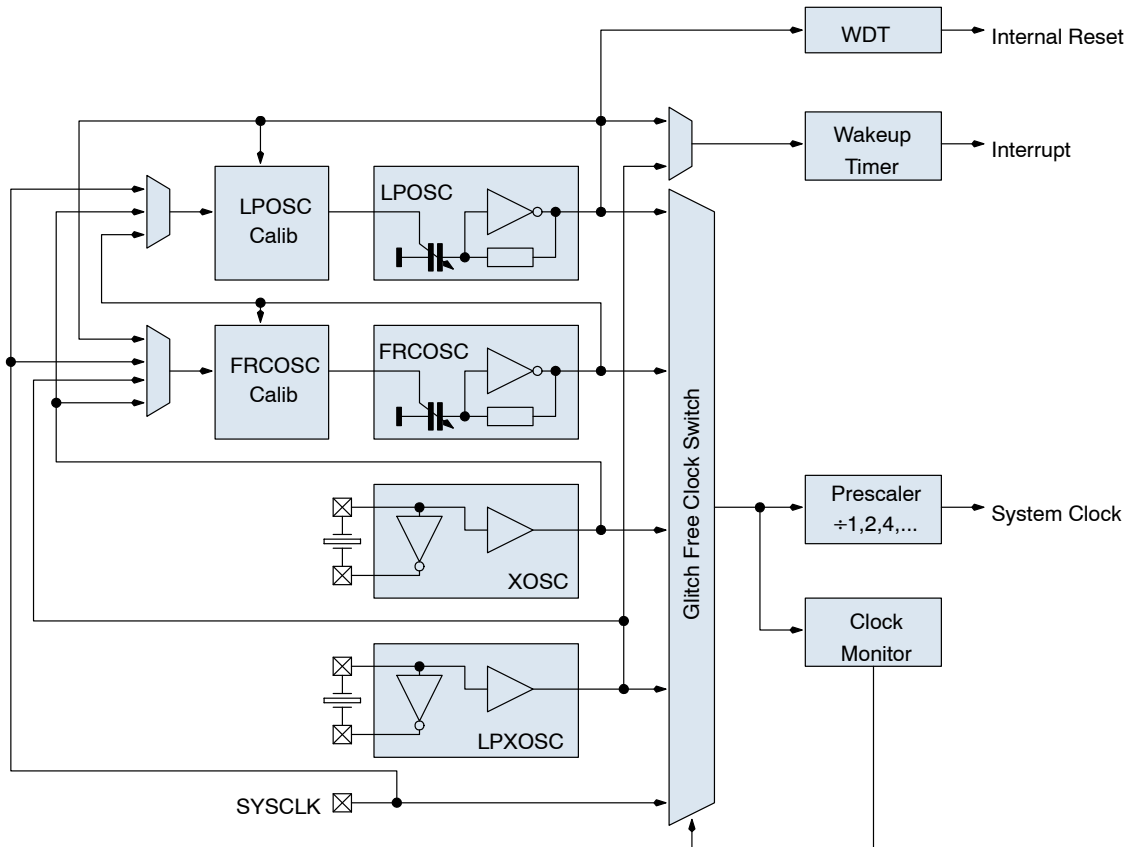 WDT
Internal Reset
Wakeup
Timer
Interrupt
LPOSC
Calib
LPOSC
FRCOSC
Calib
FRCOSC
Glitch Free Clock Switch
Prescaler
÷1,2,4,...
System Clock
XOSC
Clock
Monitor
LPXOSC
SYSCLK